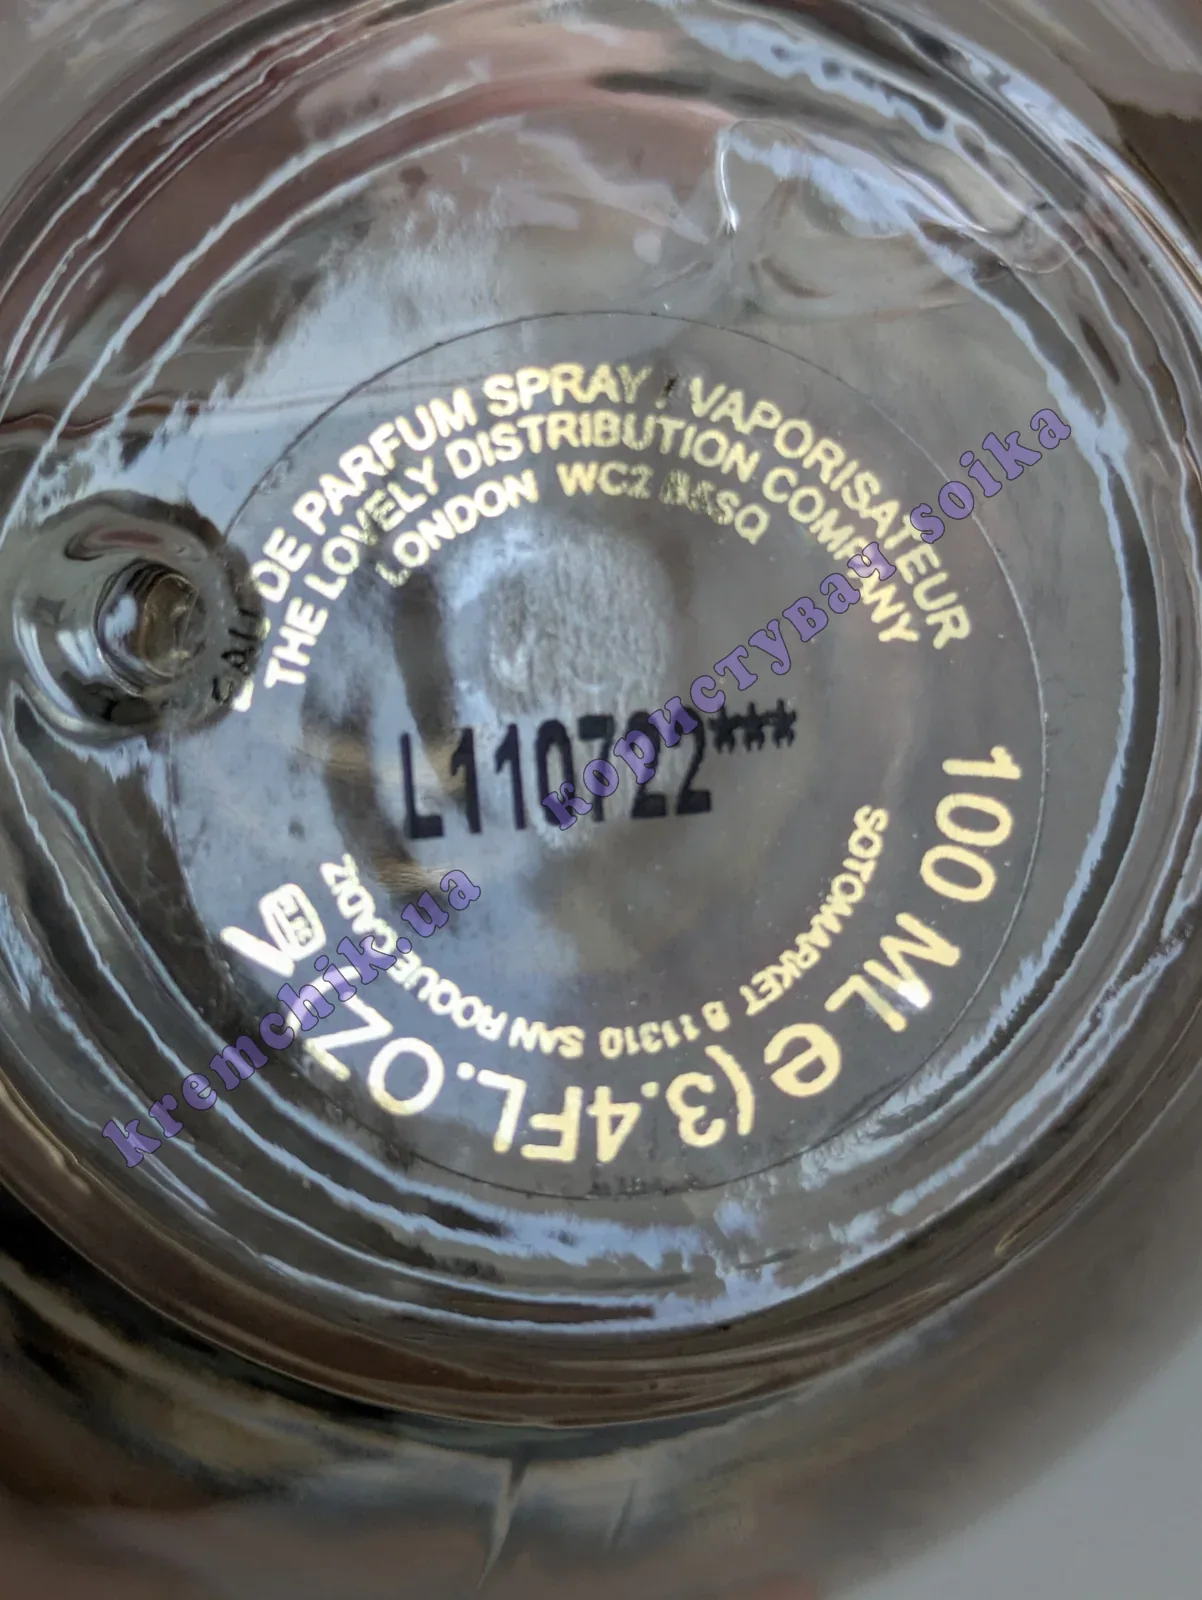 EAU DE PARFUM SPRAY / VAPORISATEUR
THE LOVELY DISTRIBUTION COMPANY
LONDON WC2
L110722***
100 ML e (3.4FL.OZ)
SOTOMARKET 8 11310 SAN ROQUE CADIZ
kremchik.ua користувач soika